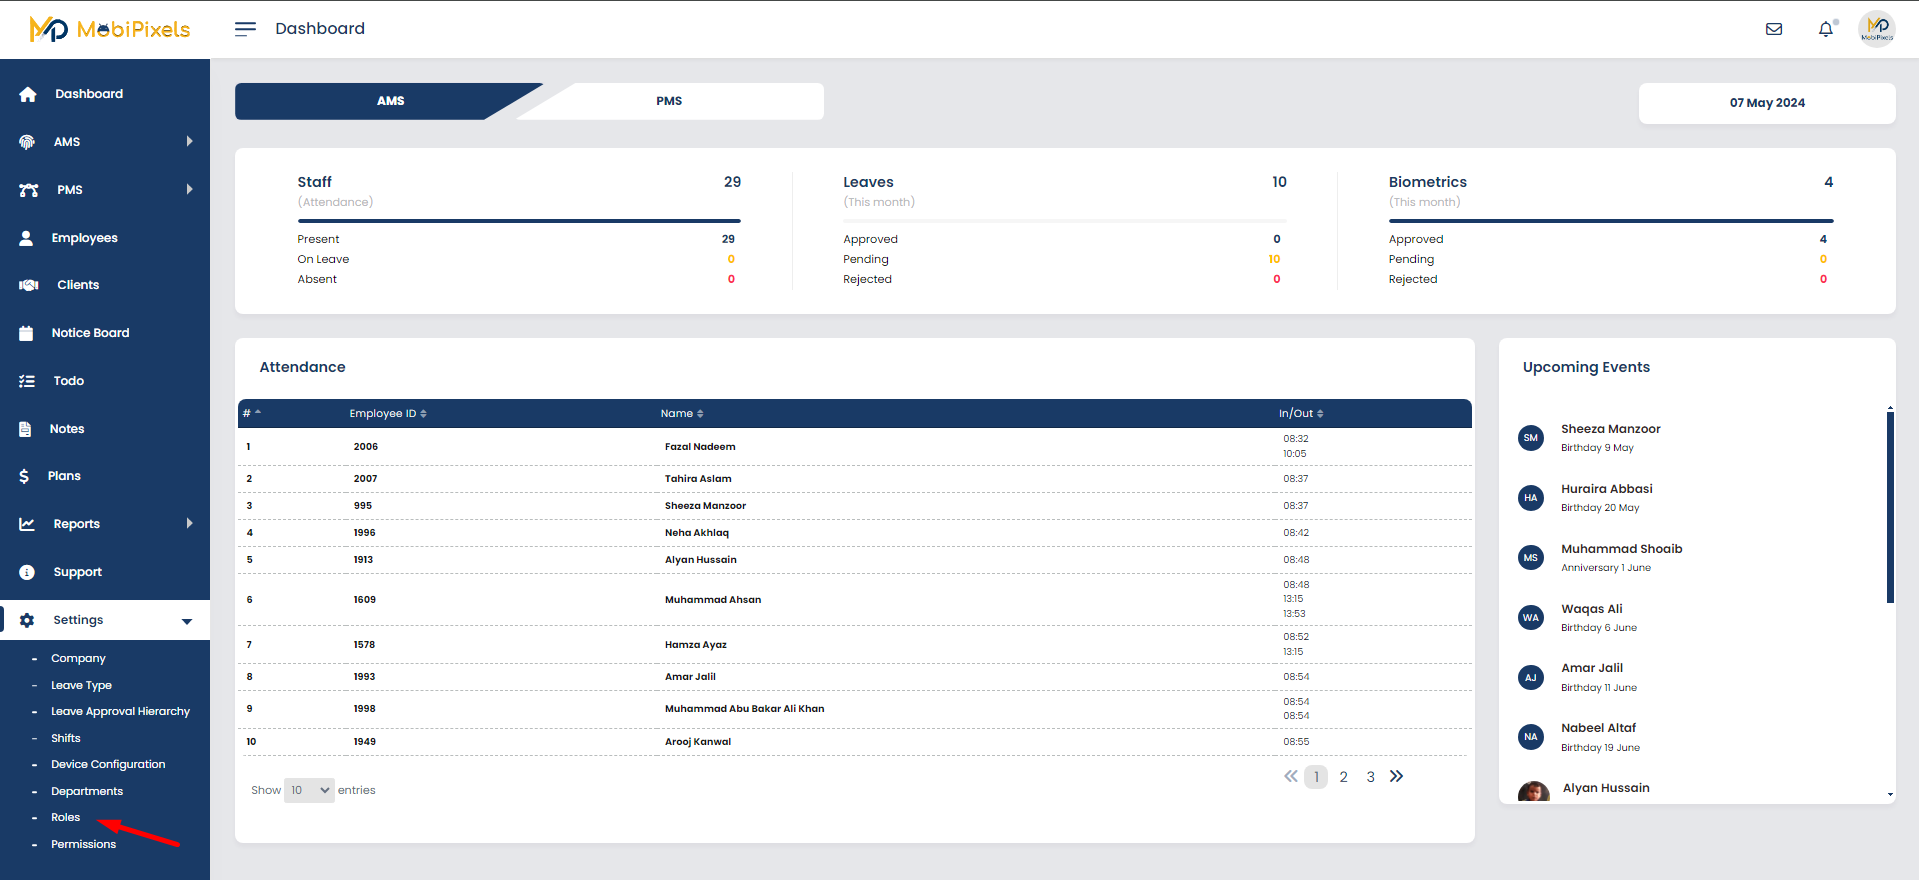 MobiPixels
Dashboard
MobiPixels
Dashboard
AMS
PMS
Employees
Clients
Notice Board
Todo
Notes
Plans
Reports
Support
Settings
- Company
- Leave Type
- Leave Approval Hierarchy
- Shifts
- Device Configuration
- Departments
- Roles
- Permissions
AMS
PMS
07 May 2024
Staff 29
(Attendance)
Present 29
On Leave 0
Absent 0
Leaves 10
(This month)
Approved 0
Pending 10
Rejected 0
Biometrics 4
(This month)
Approved 4
Pending 0
Rejected 0
Attendance
# Employee ID Name In/Out
1 2006 Fazal Nadeem 08:32
10:05
2 2007 Tahira Aslam 08:37
3 995 Sheeza Manzoor 08:37
4 1996 Neha Akhlaq 08:42
5 1913 Alyan Hussain 08:48
6 1609 Muhammad Ahsan 08:48
13:15
13:53
7 1578 Hamza Ayaz 08:52
13:15
8 1993 Amar Jalil 08:54
9 1998 Muhammad Abu Bakar Ali Khan 08:54
08:54
10 1949 Arooj Kanwal 08:55
Show 10 entries
« 1 2 3 »
Upcoming Events
SM Sheeza Manzoor
Birthday 9 May
HA Huraira Abbasi
Birthday 20 May
MS Muhammad Shoaib
Anniversary 1 June
WA Waqas Ali
Birthday 6 June
AJ Amar Jalil
Birthday 11 June
NA Nabeel Altaf
Birthday 19 June
Alyan Hussain